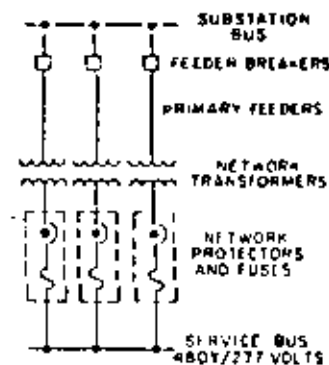 SUBSTATION
BUS
FEEDER BREAKERS
PRIMARY FEEDERS
NETWORK
TRANSFORMERS
NETWORK
PROTECTORS
AND FUSES
SERVICE BUS
480Y/277 VOLTS